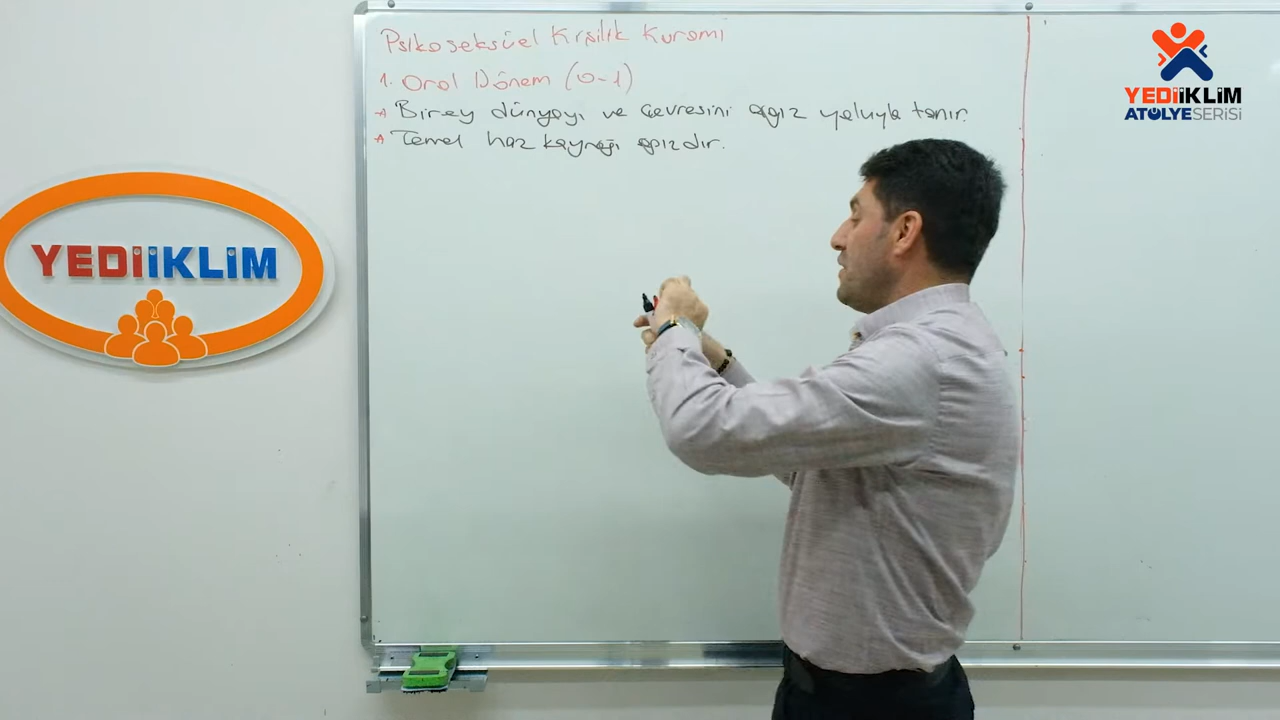 Psikoseksüel Kişilik Kuramı
1. Oral Dönem (0-1)
* Birey dünyayı ve çevresini ağız yoluyla tanır.
* Temel haz kaynağı ağızdır.
YEDİİKLİM
YEDİİKLİM
ATÖLYE SERİSİ